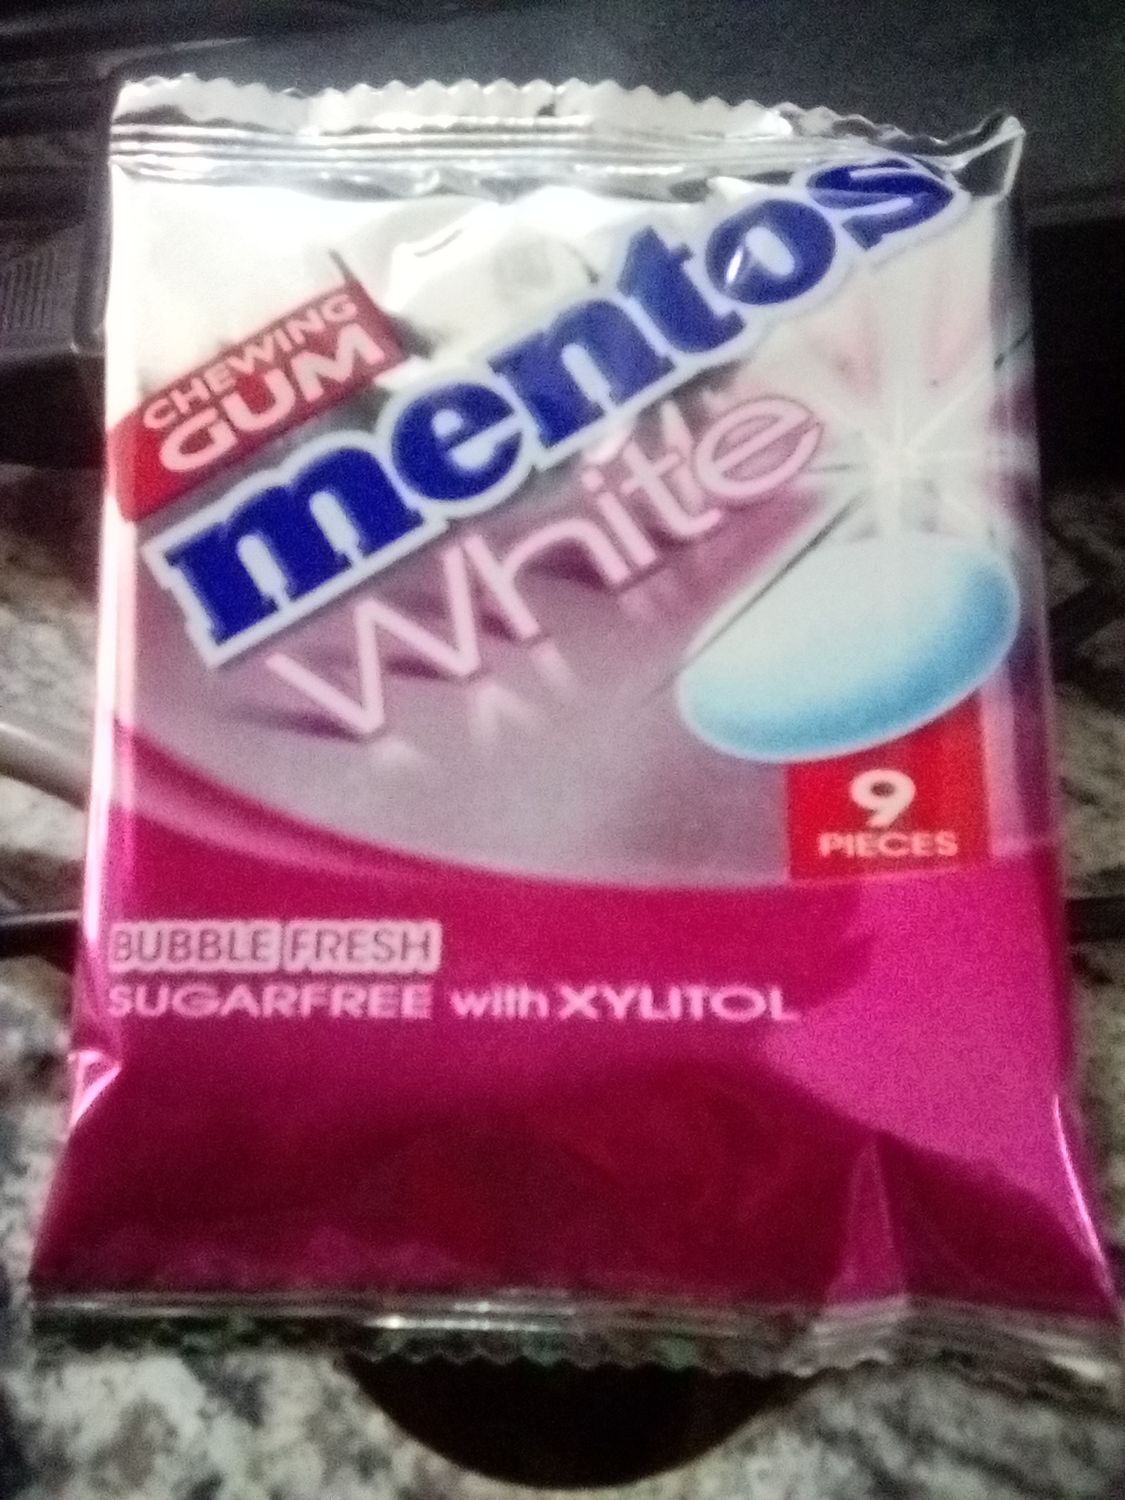 CHEWING
GUM
mentos
White
9
PIECES
BUBBLE FRESH
SUGARFREE with XYLITOL